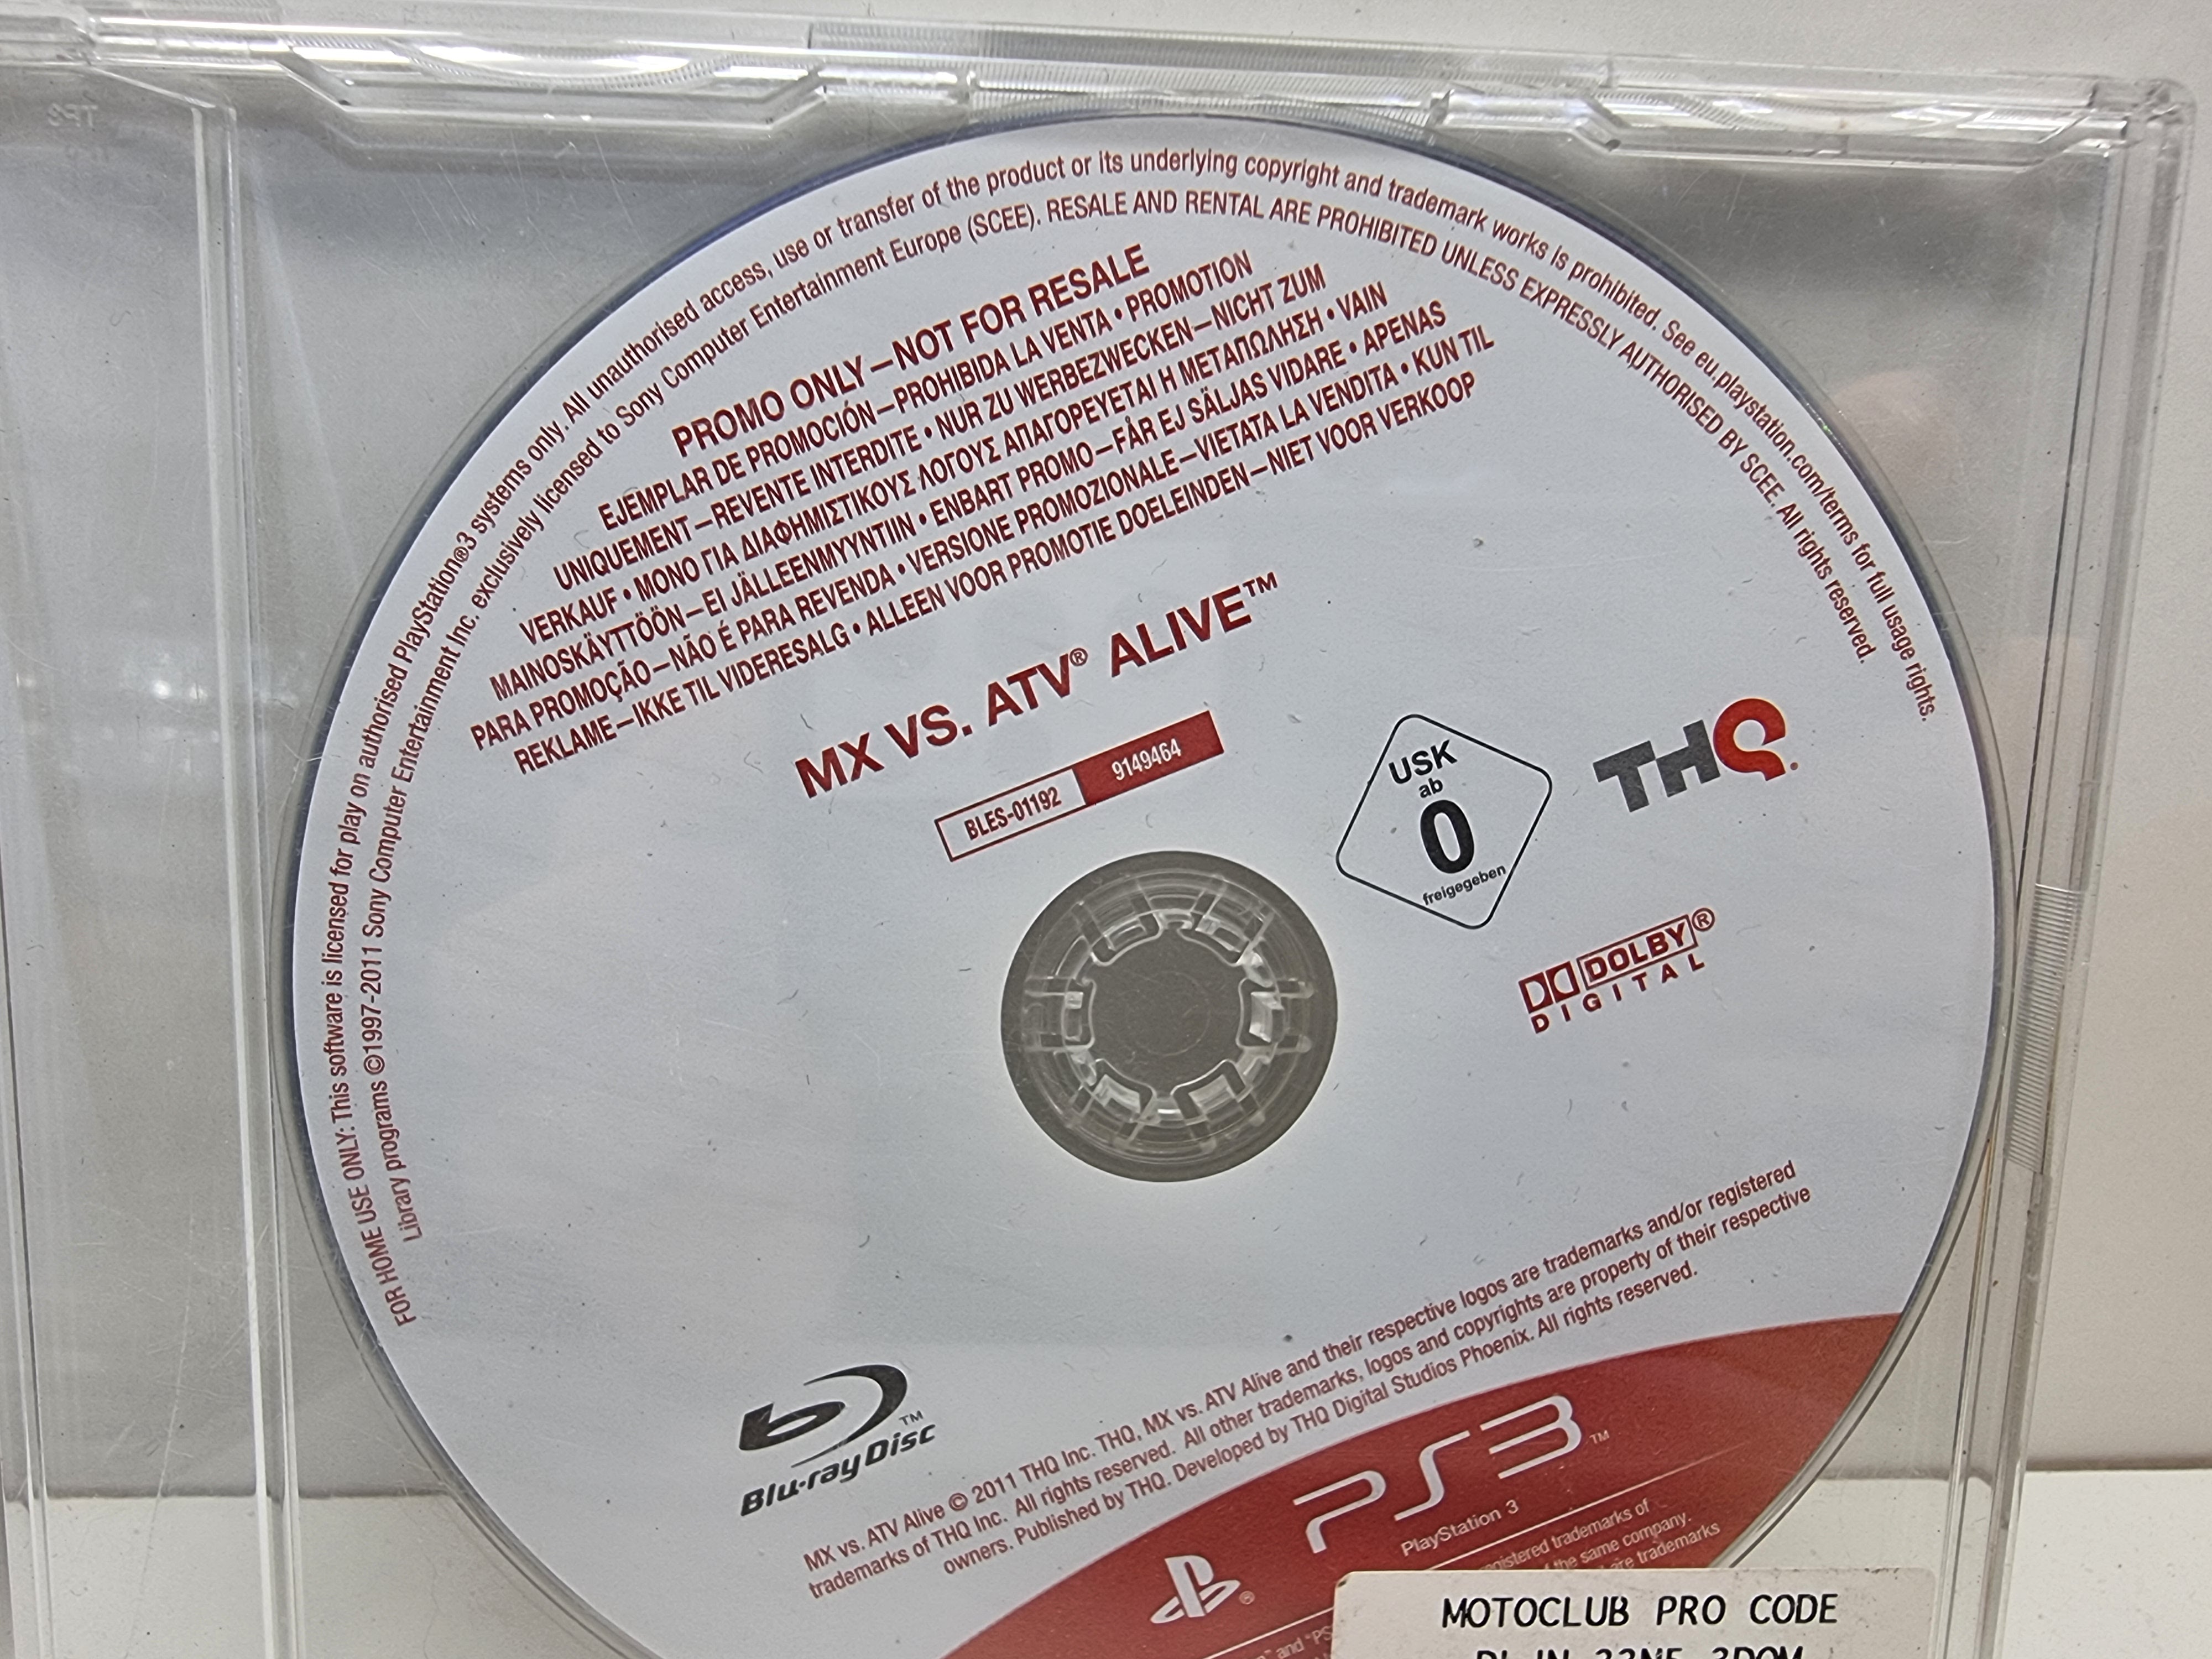 FOR HOME USE ONLY: This software is licensed for play on authorised PlayStation®3 systems only. All unauthorised access, use or transfer of the product or its underlying copyright and trademark works is prohibited. See eu.playstation.com/terms for full usage rights.
Library programs ©1997-2011 Sony Computer Entertainment Inc. exclusively licensed to Sony Computer Entertainment Europe (SCEE). RESALE AND RENTAL ARE PROHIBITED UNLESS EXPRESSLY AUTHORISED BY SCEE. All rights reserved.
PROMO ONLY—NOT FOR RESALE
EJEMPLAR DE PROMOCIÓN—PROHIBIDA LA VENTA • PROMOTION
UNIQUEMENT—REVENTE INTERDITE • NUR ZU WERBEZWECKEN—NICHT ZUM
VERKAUF • ΜΟΝΟ ΓΙΑ ΔΙΑΦΗΜΙΣΤΙΚΟΥΣ ΛΟΓΟΥΣ ΑΠΑΓΟΡΕΥΕΤΑΙ Η ΜΕΤΑΠΩΛΗΣΗ • VAIN
MAINOSKÄYTTÖÖN—EI JÄLLEENMYYNTIIN • ENBART PROMO—FÅR EJ SÄLJAS VIDARE • APENAS
PARA PROMOÇÃO—NÃO É PARA REVENDA • VERSIONE PROMOZIONALE—VIETATA LA VENDITA • KUN TIL
REKLAME—IKKE TIL VIDERESALG • ALLEEN VOOR PROMOTIE DOELEINDEN—NIET VOOR VERKOOP
MX VS. ATV® ALIVE™
BLES-01192 9149464
USK
ab
0
freigegeben
THQ
DOLBY®
DIGITAL
Blu-ray Disc™
MX vs. ATV Alive © 2011 THQ Inc. THQ, MX vs. ATV Alive and their respective logos are trademarks and/or registered
trademarks of THQ Inc. All rights reserved. All other trademarks, logos and copyrights are property of their respective
owners. Published by THQ. Developed by THQ Digital Studios Phoenix. All rights reserved.
PS3™
PlayStation 3
registered trademarks of
the same company.
are trademarks
" and "PS
MOTOCLUB PRO CODE